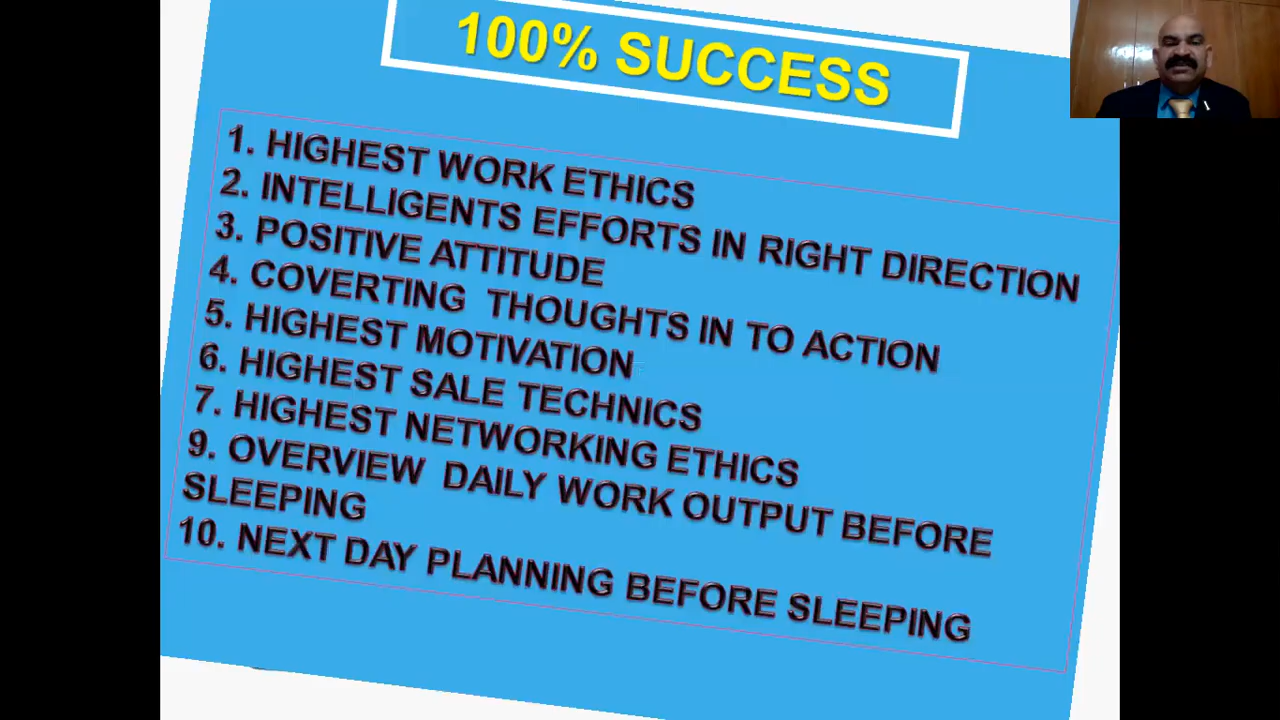 100% SUCCESS
1. HIGHEST WORK ETHICS
2. INTELLIGENTS EFFORTS IN RIGHT DIRECTION
3. POSITIVE ATTITUDE
4. COVERTING THOUGHTS IN TO ACTION
5. HIGHEST MOTIVATION
6. HIGHEST SALE TECHNICS
7. HIGHEST NETWORKING ETHICS
9. OVERVIEW DAILY WORK OUTPUT BEFORE
SLEEPING
10. NEXT DAY PLANNING BEFORE SLEEPING